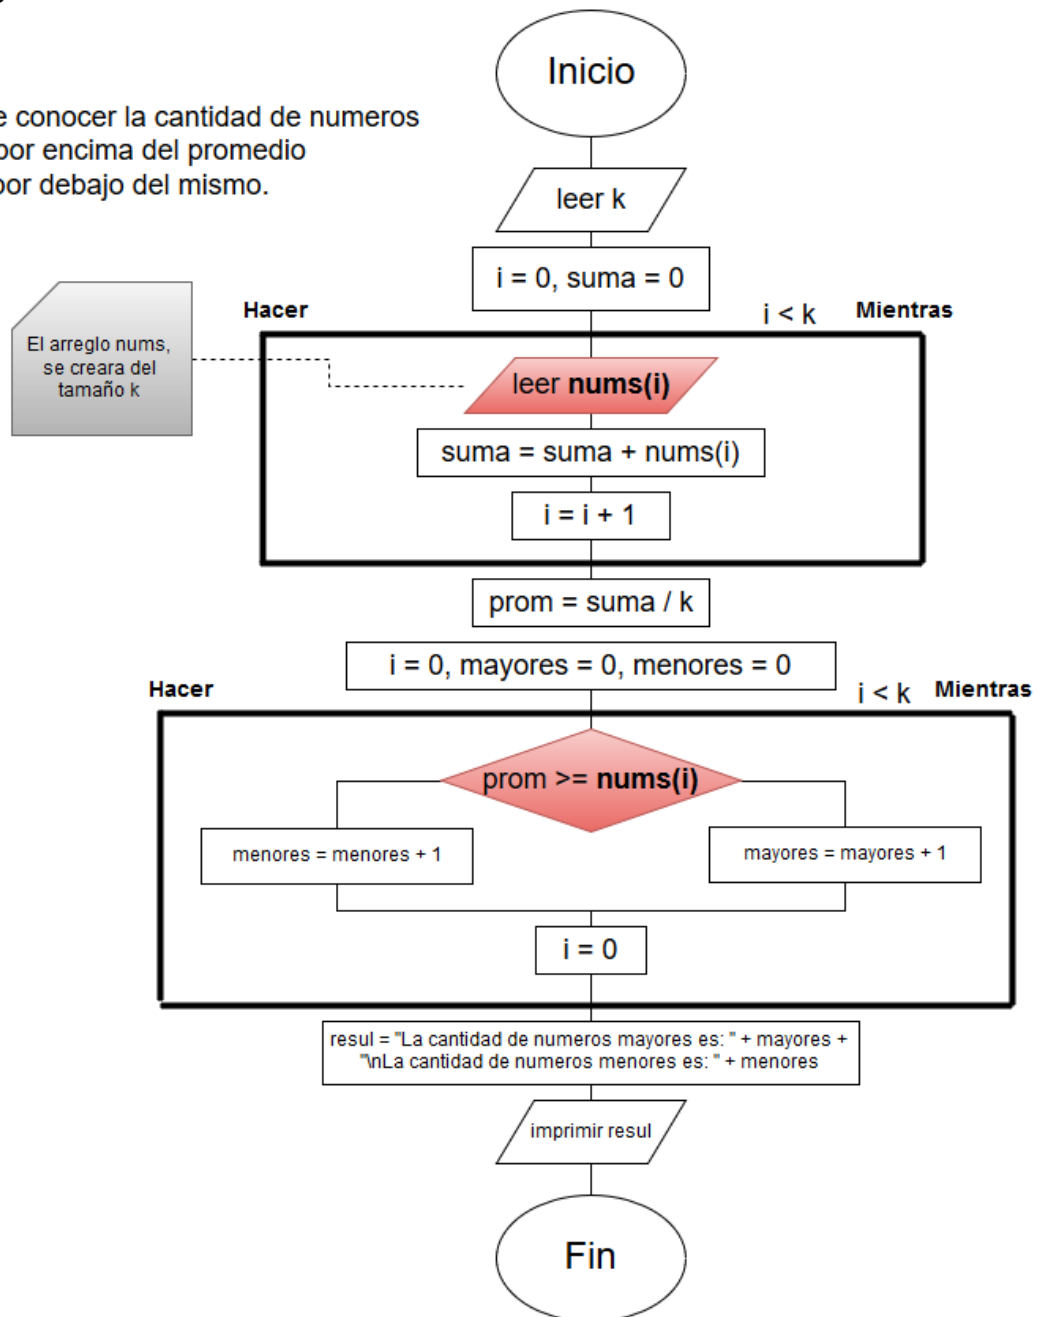 Inicio
e conocer la cantidad de numeros
por encima del promedio
por debajo del mismo.
leer k
i = 0, suma = 0
Hacer
i < k
Mientras
El arreglo nums,
se creara del
tamaño k
leer nums(i)
suma = suma + nums(i)
i = i + 1
prom = suma / k
i = 0, mayores = 0, menores = 0
Hacer
i < k
Mientras
prom >= nums(i)
menores = menores + 1
mayores = mayores + 1
i = 0
resul = "La cantidad de numeros mayores es: " + mayores +
"\nLa cantidad de numeros menores es: " + menores
imprimir resul
Fin